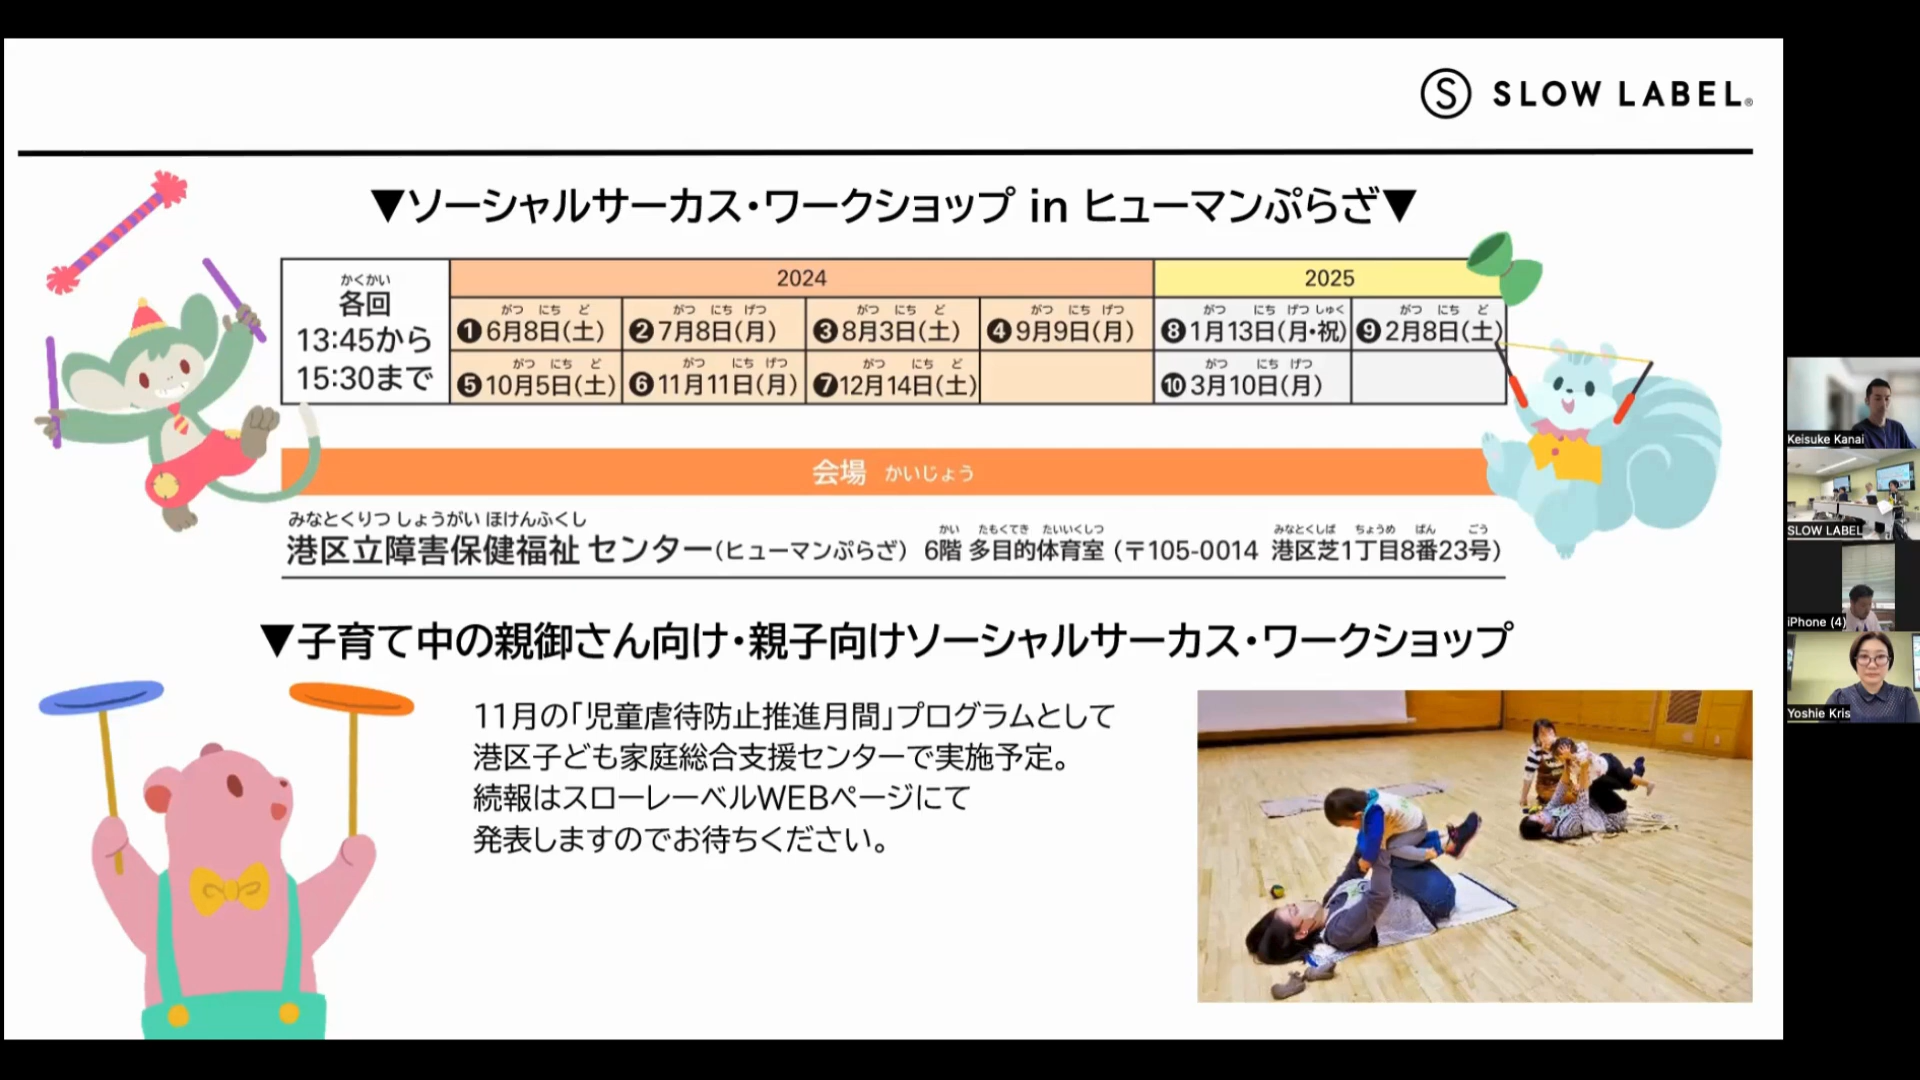 SLOW LABEL®
▼ソーシャルサーカス・ワークショップ in ヒューマンぷらざ▼
かくかい
各回
13:45から
15:30まで
2024
2025
がつ にち ど
❶6月8日(土)
がつ にち げつ
❷7月8日(月)
がつ にち ど
❸8月3日(土)
がつ にち げつ
❹9月9日(月)
がつ にち げつ しゅく
❽1月13日(月・祝)
がつ にち ど
❾2月8日(土)
がつ にち ど
❺10月5日(土)
がつ にち げつ
❻11月11日(月)
がつ にち ど
❼12月14日(土)
がつ にち げつ
❿3月10日(月)
会場 かいじょう
みなとくりつ しょうがい ほけんふくし
かい たもくてき たいいくしつ みなとくしば ちょうめ ばん ごう
港区立障害保健福祉 センター(ヒューマンぷらざ) 6階 多目的体育室 (〒105-0014 港区芝1丁目8番23号)
▼子育て中の親御さん向け・親子向けソーシャルサーカス・ワークショップ
11月の「児童虐待防止推進月間」プログラムとして
港区子ども家庭総合支援センターで実施予定。
続報はスローレーベルWEBページにて
発表しますのでお待ちください。
Keisuke Kanai
SLOW LABEL
iPhone (4)
Yoshie Kris